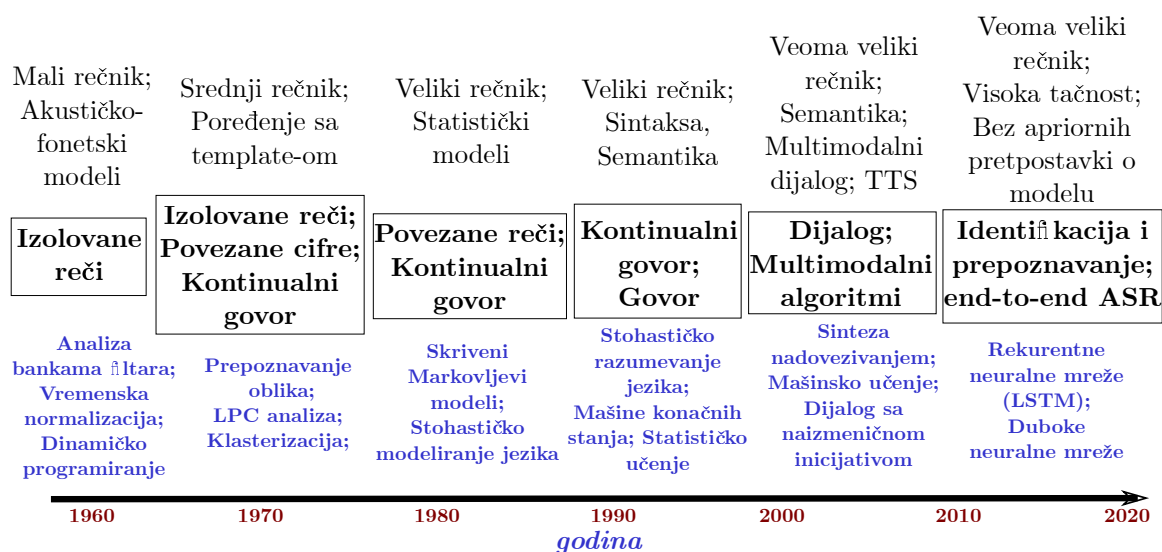 Mali rečnik;
Akustičko-
fonetski
modeli
Srednji rečnik;
Poređenje sa
template-om
Veliki rečnik;
Statistički
modeli
Veliki rečnik;
Sintaksa,
Semantika
Veoma veliki
rečnik;
Semantika;
Multimodalni
dijalog; TTS
Veoma veliki
rečnik;
Visoka tačnost;
Bez apriornih
pretpostavki o
modelu
Izolovane
reči
Izolovane reči;
Povezane cifre;
Kontinualni
govor
Povezane reči;
Kontinualni
govor
Kontinualni
govor;
Govor
Dijalog;
Multimodalni
algoritmi
Identifikacija i
prepoznavanje;
end-to-end ASR
Analiza
bankama filtara;
Vremenska
normalizacija;
Dinamičko
programiranje
Prepoznavanje
oblika;
LPC analiza;
Klasterizacija;
Skriveni
Markovljevi
modeli;
Stohastičko
modeliranje jezika
Stohastičko
razumevanje
jezika;
Mašine konačnih
stanja; Statističko
učenje
Sinteza
nadovezivanjem;
Mašinsko učenje;
Dijalog sa
naizmeničnom
inicijativom
Rekurentne
neuralne mreže
(LSTM);
Duboke
neuralne mreže
1960 1970 1980 1990 2000 2010 2020
godina